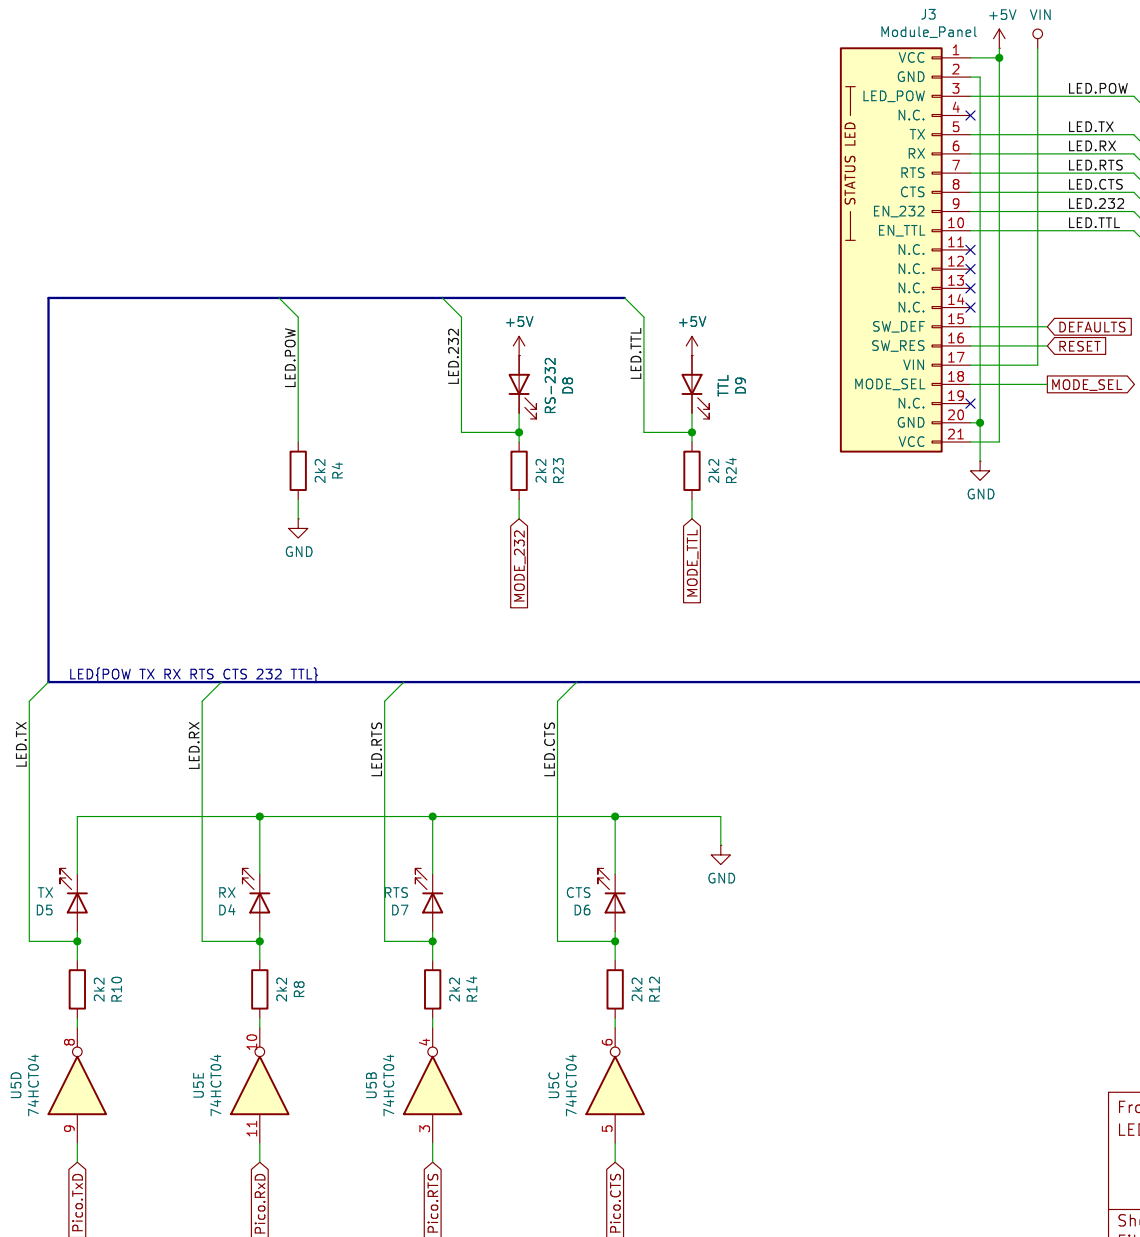 J3
Module_Panel
+5V
VIN
VCC 1
GND 2
LED_POW 3
N.C. 4
TX 5
RX 6
RTS 7
CTS 8
EN_232 9
EN_TTL 10
N.C. 11
N.C. 12
N.C. 13
N.C. 14
SW_DEF 15
SW_RES 16
VIN 17
MODE_SEL 18
N.C. 19
GND 20
VCC 21
STATUS LED
LED.POW
LED.TX
LED.RX
LED.RTS
LED.CTS
LED.232
LED.TTL
DEFAULTS
RESET
MODE_SEL
GND
LED.POW
2k2
R4
GND
LED.232
+5V
RS-232
D8
2k2
R23
MODE_232
LED.TTL
+5V
TTL
D9
2k2
R24
MODE_TTL
LED{POW TX RX RTS CTS 232 TTL}
LED.TX
LED.RX
LED.RTS
LED.CTS
GND
TX
D5
RX
D4
RTS
D7
CTS
D6
2k2
R10
2k2
R8
2k2
R14
2k2
R12
U5D
74HCT04
8
9
U5E
74HCT04
10
11
U5B
74HCT04
4
3
U5C
74HCT04
6
5
Pico.TxD
Pico.RxD
Pico.RTS
Pico.CTS